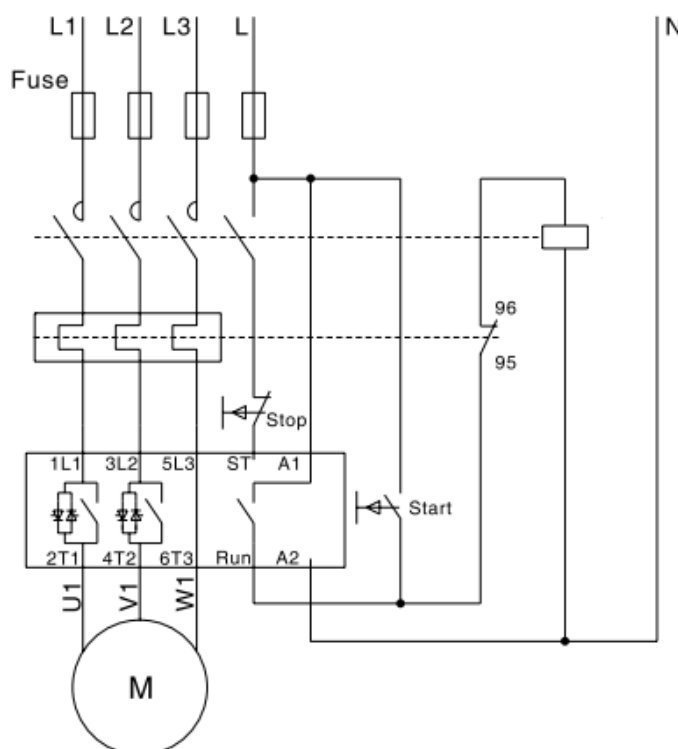 L1 L2 L3 L N
Fuse
96
95
Stop
1L1 3L2 5L3 ST A1
Start
2T1 4T2 6T3 Run A2
U1 V1 W1
M